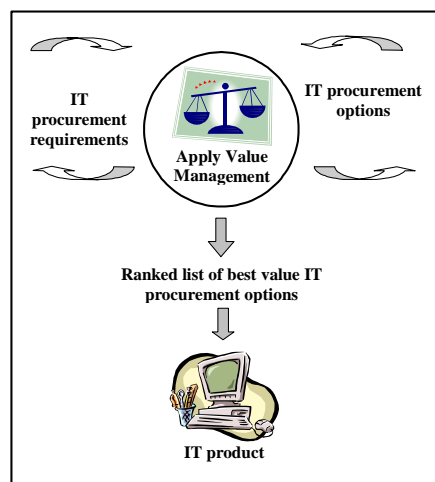 IT
procurement
requirements
Apply Value
Management
IT procurement
options
Ranked list of best value IT
procurement options
IT product